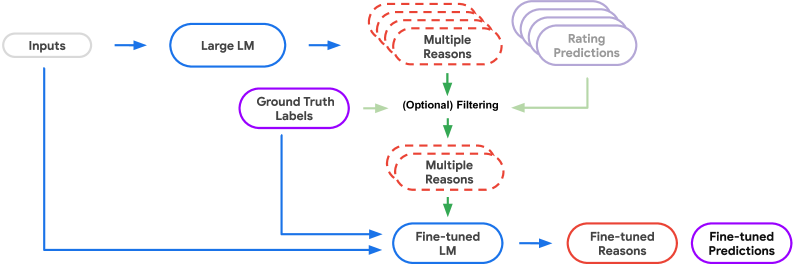 Inputs
Large LM
Multiple
Reasons
Rating
Predictions
Ground Truth
Labels
(Optional) Filtering
Multiple
Reasons
Fine-tuned
LM
Fine-tuned
Reasons
Fine-tuned
Predictions